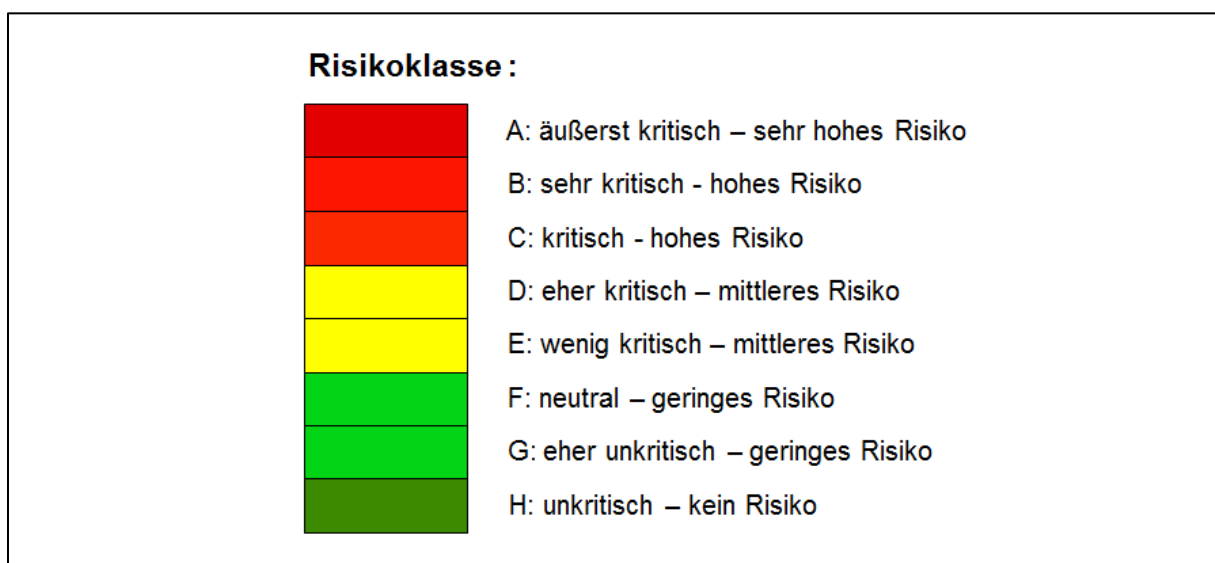 Risikoklasse :
A: äußerst kritisch – sehr hohes Risiko
B: sehr kritisch - hohes Risiko
C: kritisch - hohes Risiko
D: eher kritisch – mittleres Risiko
E: wenig kritisch – mittleres Risiko
F: neutral – geringes Risiko
G: eher unkritisch – geringes Risiko
H: unkritisch – kein Risiko